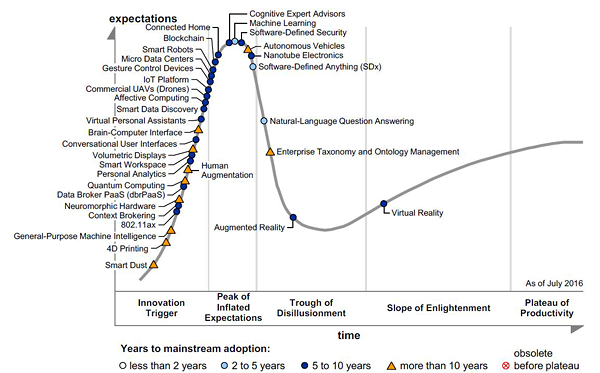 expectations
Cognitive Expert Advisors
Connected Home
Machine Learning
Blockchain
Software-Defined Security
Smart Robots
Autonomous Vehicles
Micro Data Centers
Nanotube Electronics
Gesture Control Devices
Software-Defined Anything (SDx)
IoT Platform
Commercial UAVs (Drones)
Affective Computing
Smart Data Discovery
Virtual Personal Assistants
Natural-Language Question Answering
Brain-Computer Interface
Conversational User Interfaces
Volumetric Displays
Enterprise Taxonomy and Ontology Management
Smart Workspace
Personal Analytics
Human
Augmentation
Quantum Computing
Data Broker PaaS (dbrPaaS)
Neuromorphic Hardware
Context Brokering
Virtual Reality
802.11ax
Augmented Reality
General-Purpose Machine Intelligence
4D Printing
Smart Dust
As of July 2016
Innovation
Trigger
Peak of
Inflated
Expectations
Trough of
Disillusionment
Slope of Enlightenment
Plateau of
Productivity
time
Years to mainstream adoption:
less than 2 years
2 to 5 years
5 to 10 years
more than 10 years
obsolete
before plateau